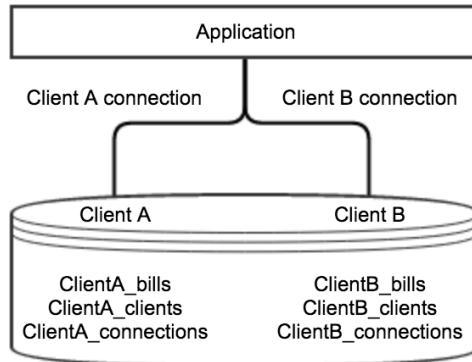 Application
Client A connection
Client B connection
Client A
Client B
ClientA_bills
ClientA_clients
ClientA_connections
ClientB_bills
ClientB_clients
ClientB_connections